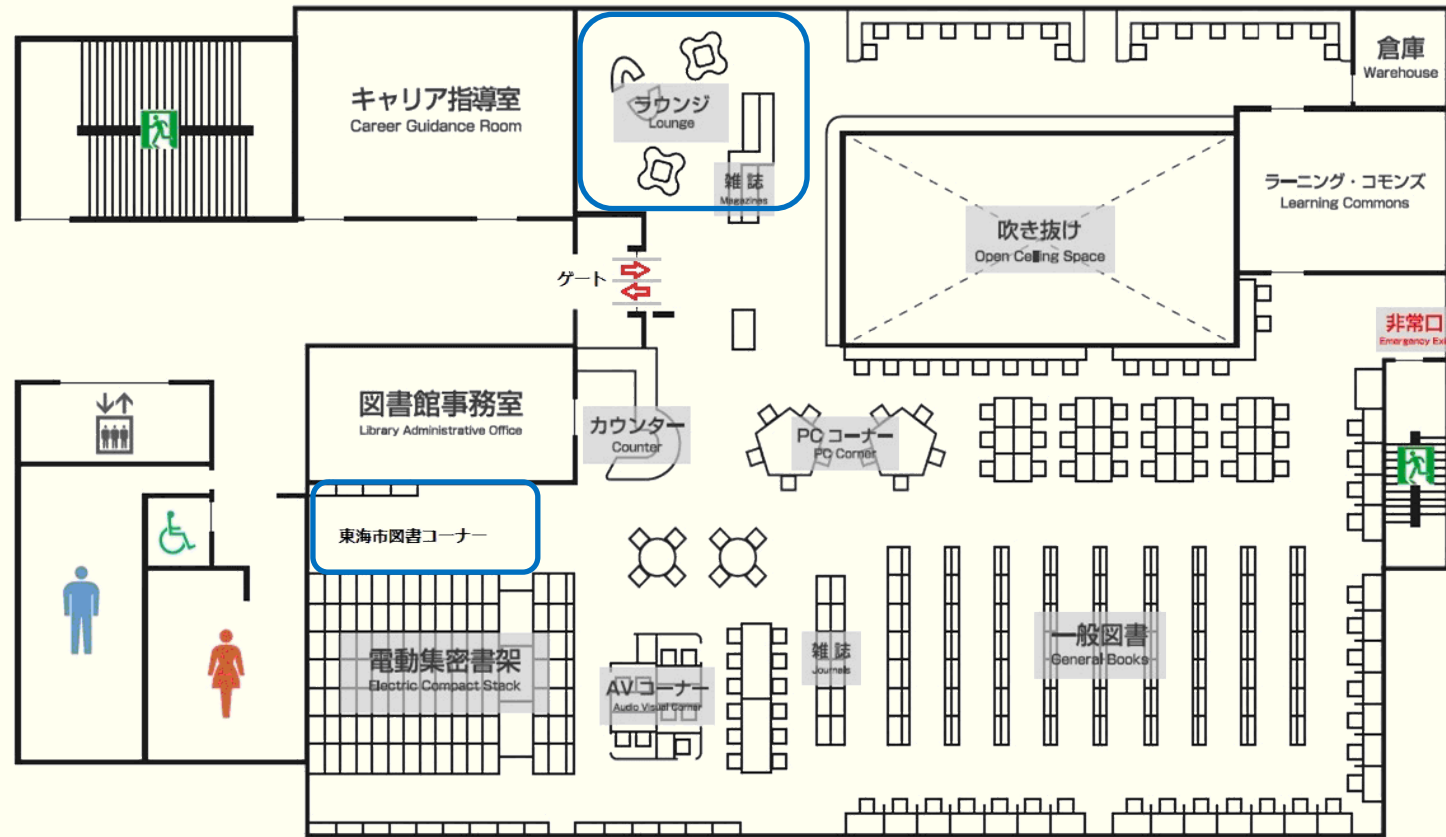 キャリア指導室
Career Guidance Room
ラウンジ
Lounge
雑誌
Magazines
倉庫
Warehouse
ラーニング・コモンズ
Learning Commons
吹き抜け
Open Ceiling Space
ゲート
非常口
Emergency Exi
図書館事務室
Library Administrative Office
カウンター
Counter
PCコーナー
PC Corner
東海市図書コーナー
電動集密書架
Electric Compact Stack
AVコーナー
Audio Visual Corner
雑誌
Journals
一般図書
General Books